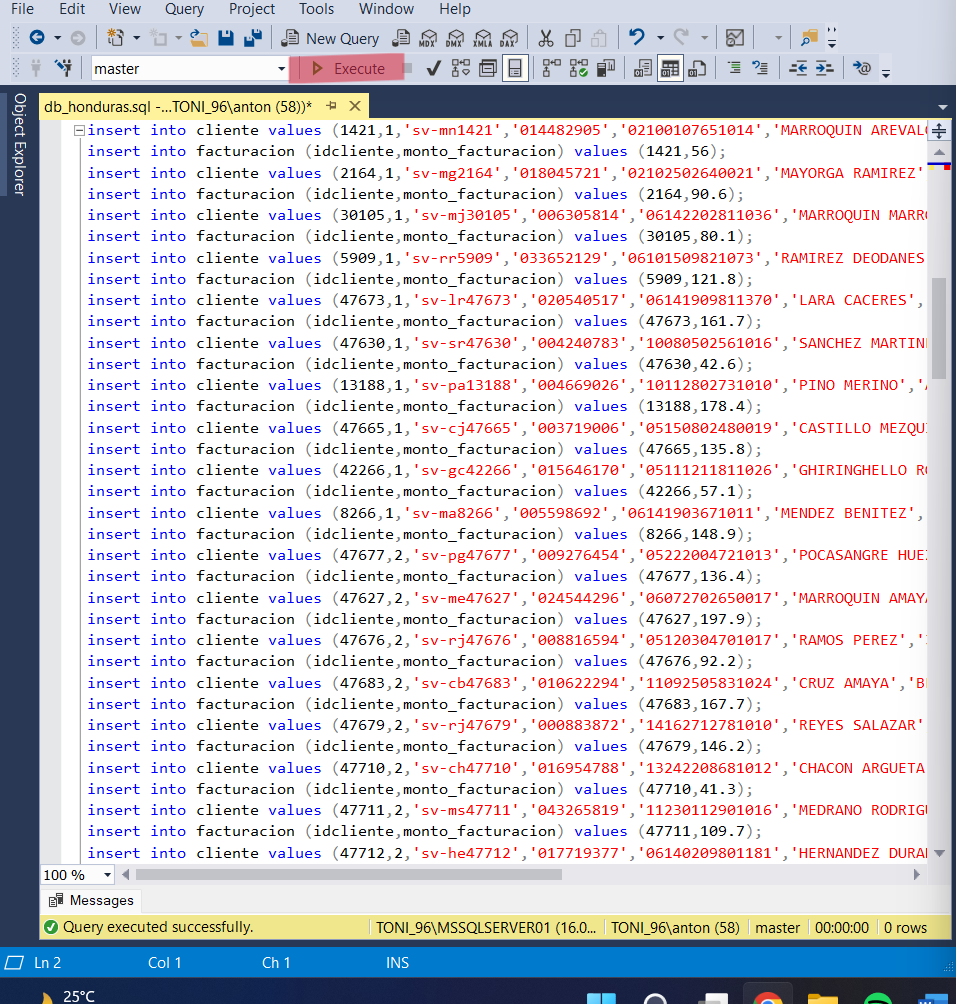 File Edit View Query Project Tools Window Help
New Query MDX DMX XMLA DAX
master Execute
Object Explorer
db_honduras.sql -...TONI_96\anton (58))*
insert into cliente values (1421,1,'sv-mn1421','014482905','02100107651014','MARROQUIN AREVALO
insert into facturacion (idcliente,monto_facturacion) values (1421,56);
insert into cliente values (2164,1,'sv-mg2164','018045721','02102502640021','MAYORGA RAMIREZ'
insert into facturacion (idcliente,monto_facturacion) values (2164,90.6);
insert into cliente values (30105,1,'sv-mj30105','006305814','06142202811036','MARROQUIN MARRO
insert into facturacion (idcliente,monto_facturacion) values (30105,80.1);
insert into cliente values (5909,1,'sv-rr5909','033652129','06101509821073','RAMIREZ DEODANES
insert into facturacion (idcliente,monto_facturacion) values (5909,121.8);
insert into cliente values (47673,1,'sv-lr47673','020540517','06141909811370','LARA CACERES',
insert into facturacion (idcliente,monto_facturacion) values (47673,161.7);
insert into cliente values (47630,1,'sv-sr47630','004240783','10080502561016','SANCHEZ MARTIN
insert into facturacion (idcliente,monto_facturacion) values (47630,42.6);
insert into cliente values (13188,1,'sv-pa13188','004669026','10112802731010','PINO MERINO','
insert into facturacion (idcliente,monto_facturacion) values (13188,178.4);
insert into cliente values (47665,1,'sv-cj47665','003719006','05150802480019','CASTILLO MEZQU
insert into facturacion (idcliente,monto_facturacion) values (47665,135.8);
insert into cliente values (42266,1,'sv-gc42266','015646170','05111211811026','GHIRINGHELLO R
insert into facturacion (idcliente,monto_facturacion) values (42266,57.1);
insert into cliente values (8266,1,'sv-ma8266','005598692','06141903671011','MENDEZ BENITEZ',
insert into facturacion (idcliente,monto_facturacion) values (8266,148.9);
insert into cliente values (47677,2,'sv-pg47677','009276454','05222004721013','POCASANGRE HUE
insert into facturacion (idcliente,monto_facturacion) values (47677,136.4);
insert into cliente values (47627,2,'sv-me47627','024544296','06072702650017','MARROQUIN AMAYA
insert into facturacion (idcliente,monto_facturacion) values (47627,197.9);
insert into cliente values (47676,2,'sv-rj47676','008816594','05120304701017','RAMOS PEREZ','
insert into facturacion (idcliente,monto_facturacion) values (47676,92.2);
insert into cliente values (47683,2,'sv-cb47683','010622294','11092505831024','CRUZ AMAYA','B
insert into facturacion (idcliente,monto_facturacion) values (47683,167.7);
insert into cliente values (47679,2,'sv-rj47679','000883872','14162712781010','REYES SALAZAR'
insert into facturacion (idcliente,monto_facturacion) values (47679,146.2);
insert into cliente values (47710,2,'sv-ch47710','016954788','13242208681012','CHACON ARGUETA
insert into facturacion (idcliente,monto_facturacion) values (47710,41.3);
insert into cliente values (47711,2,'sv-ms47711','043265819','11230112901016','MEDRANO RODRIG
insert into facturacion (idcliente,monto_facturacion) values (47711,109.7);
insert into cliente values (47712,2,'sv-he47712','017719377','06140209801181','HERNANDEZ DURA
100 %
Messages
Query executed successfully. TONI_96\MSSQLSERVER01 (16.0... TONI_96\anton (58) master 00:00:00 0 rows
Ln 2 Col 1 Ch 1 INS
25°C